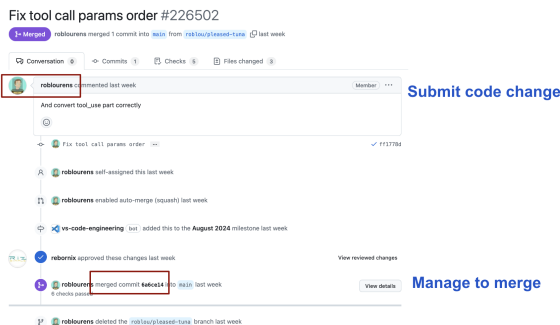 Fix tool call params order #226502
Merged roblourens merged 1 commit into main from roblou/pleased-tuna last week
Conversation 0 Commits 1 Checks 5 Files changed 3
roblourens commented last week Member ...
Submit code change
And convert tool_use part correctly
Fix tool call params order ... ff1778d
roblourens self-assigned this last week
roblourens enabled auto-merge (squash) last week
vs-code-engineering bot added this to the August 2024 milestone last week
rebornix approved these changes last week View reviewed changes
roblourens merged commit 6a6ce14 into main last week View details
Manage to merge
6 checks passed
roblourens deleted the roblou/pleased-tuna branch last week